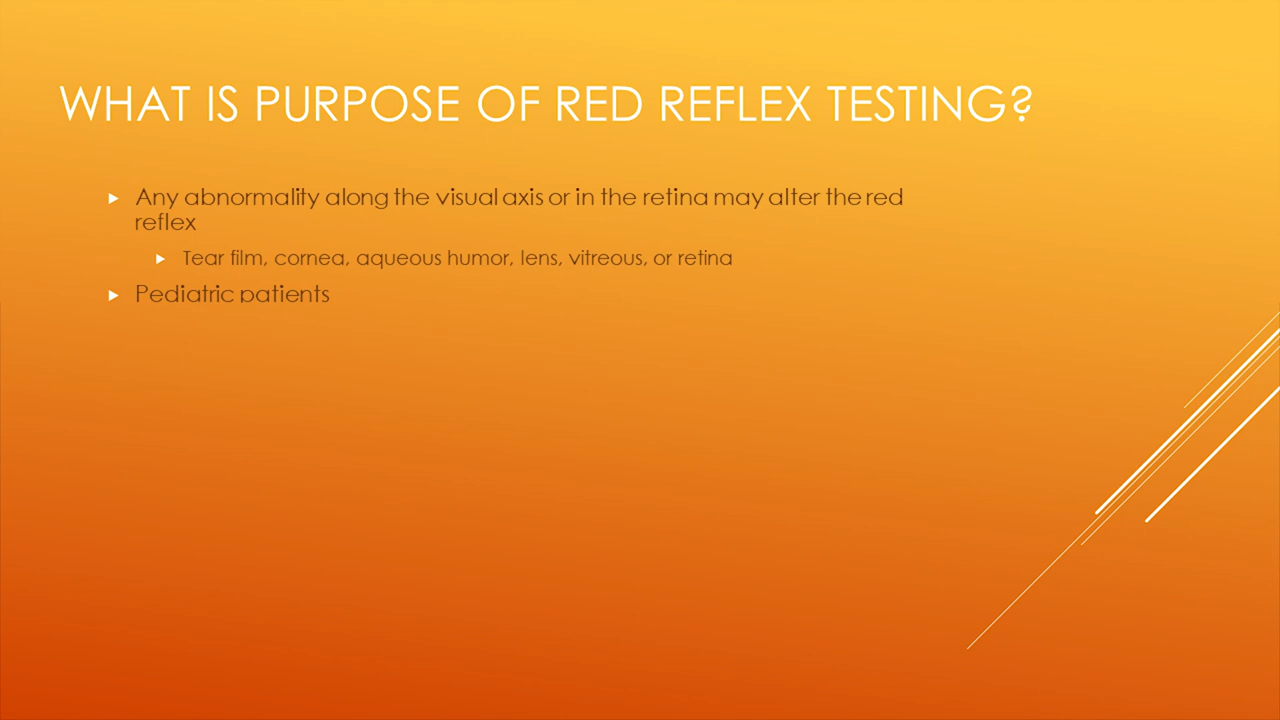 WHAT IS PURPOSE OF RED REFLEX TESTING?
Any abnormality along the visual axis or in the retina may alter the red
reflex
Tear film, cornea, aqueous humor, lens, vitreous, or retina
Pediatric patients